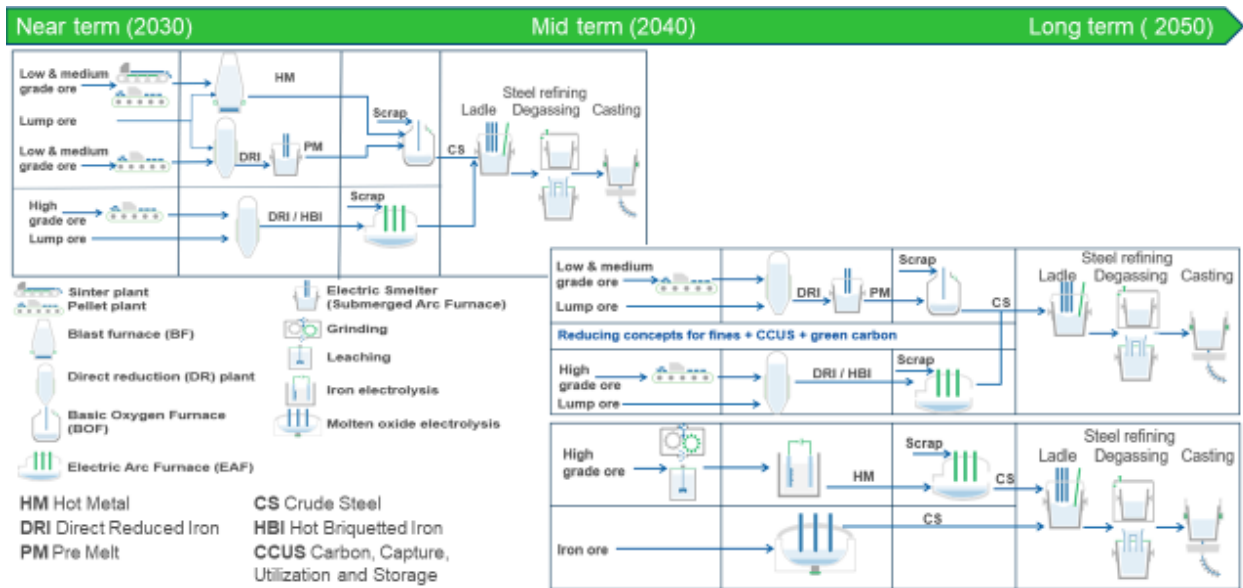 Near term (2030)
Mid term (2040)
Long term ( 2050)
Low & medium
grade ore
HM
Lump ore
Low & medium
grade ore
DRI
PM
Scrap
CS
Ladle
Steel refining
Degassing
Casting
High
grade ore
Lump ore
DRI / HBI
Scrap
Low & medium
grade ore
Lump ore
DRI
PM
Scrap
CS
Ladle
Steel refining
Degassing
Casting
Reducing concepts for fines + CCUS + green carbon
High
grade ore
Lump ore
DRI / HBI
Scrap
High
grade ore
HM
Scrap
CS
Ladle
Steel refining
Degassing
Casting
Iron ore
CS
Sinter plant
Pellet plant
Blast furnace (BF)
Direct reduction (DR) plant
Basic Oxygen Furnace
(BOF)
Electric Arc Furnace (EAF)
Electric Smelter
(Submerged Arc Furnace)
Grinding
Leaching
Iron electrolysis
Molten oxide electrolysis
HM Hot Metal
DRI Direct Reduced Iron
PM Pre Melt
CS Crude Steel
HBI Hot Briquetted Iron
CCUS Carbon, Capture,
Utilization and Storage